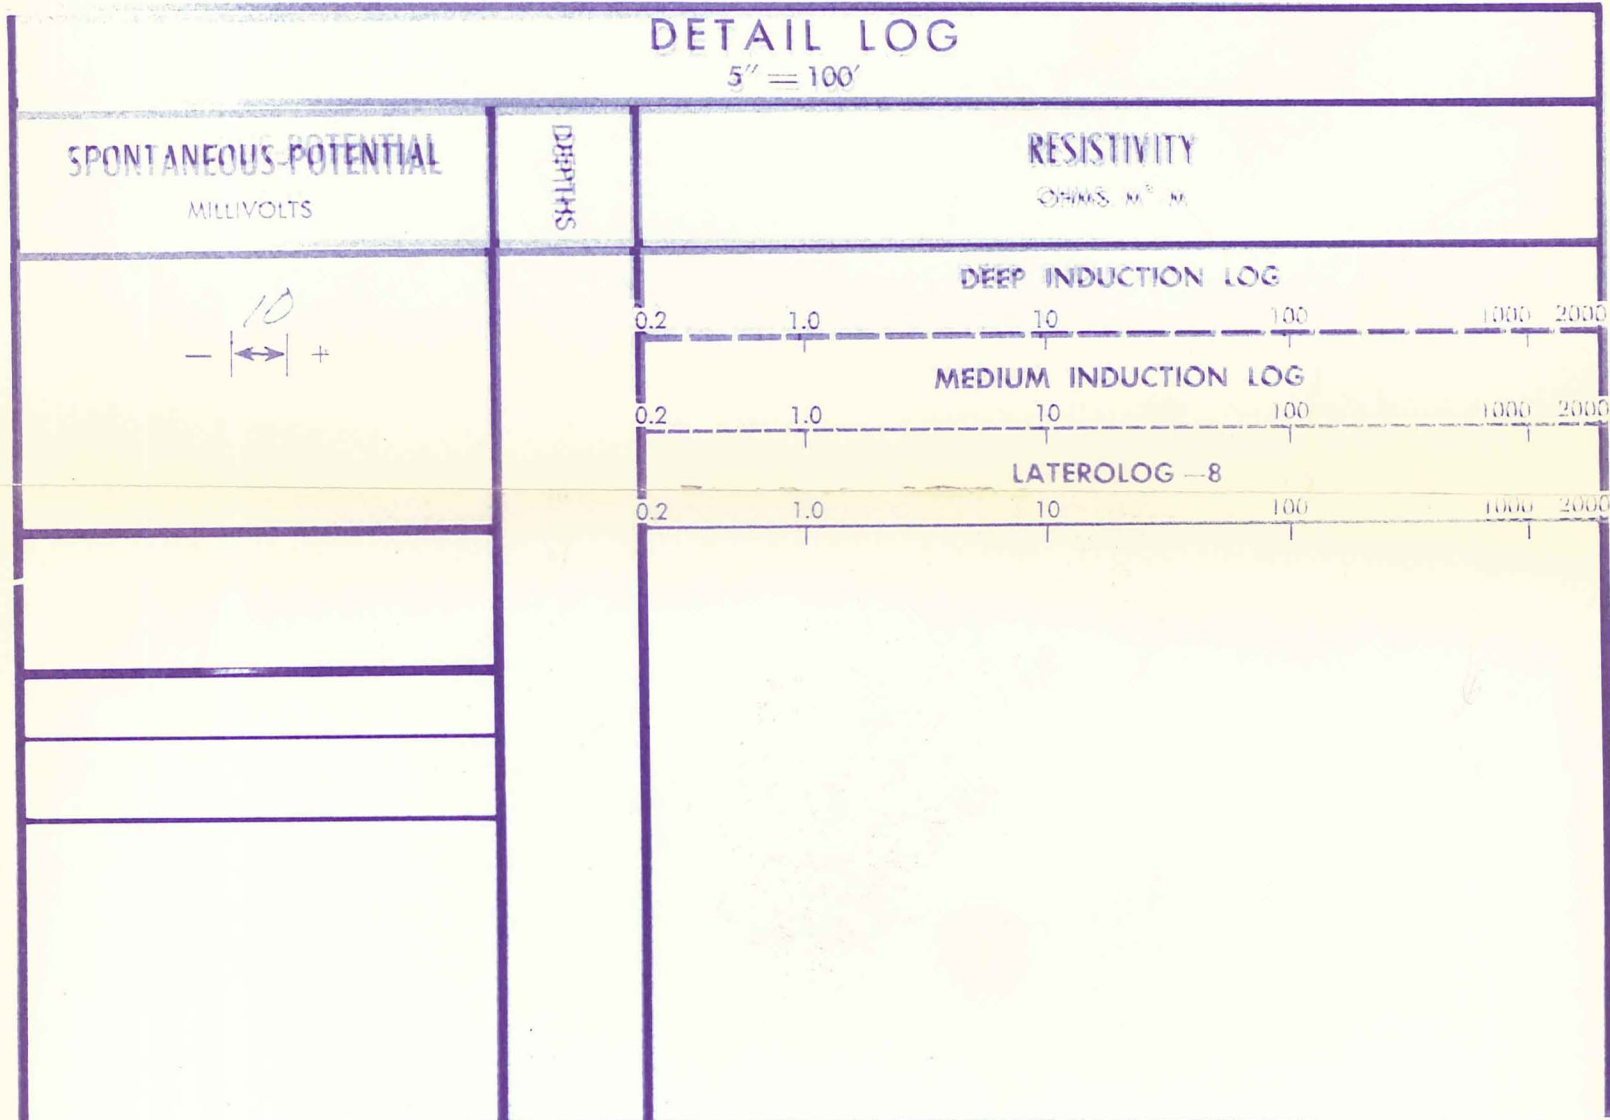 DETAIL LOG
5″ = 100′
SPONTANEOUS-POTENTIAL
MILLIVOLTS
DEPTHS
RESISTIVITY
OHMS M² M
10
- +
DEEP INDUCTION LOG
0.2 1.0 10 100 1000 2000
MEDIUM INDUCTION LOG
0.2 1.0 10 100 1000 2000
LATEROLOG-8
0.2 1.0 10 100 1000 2000